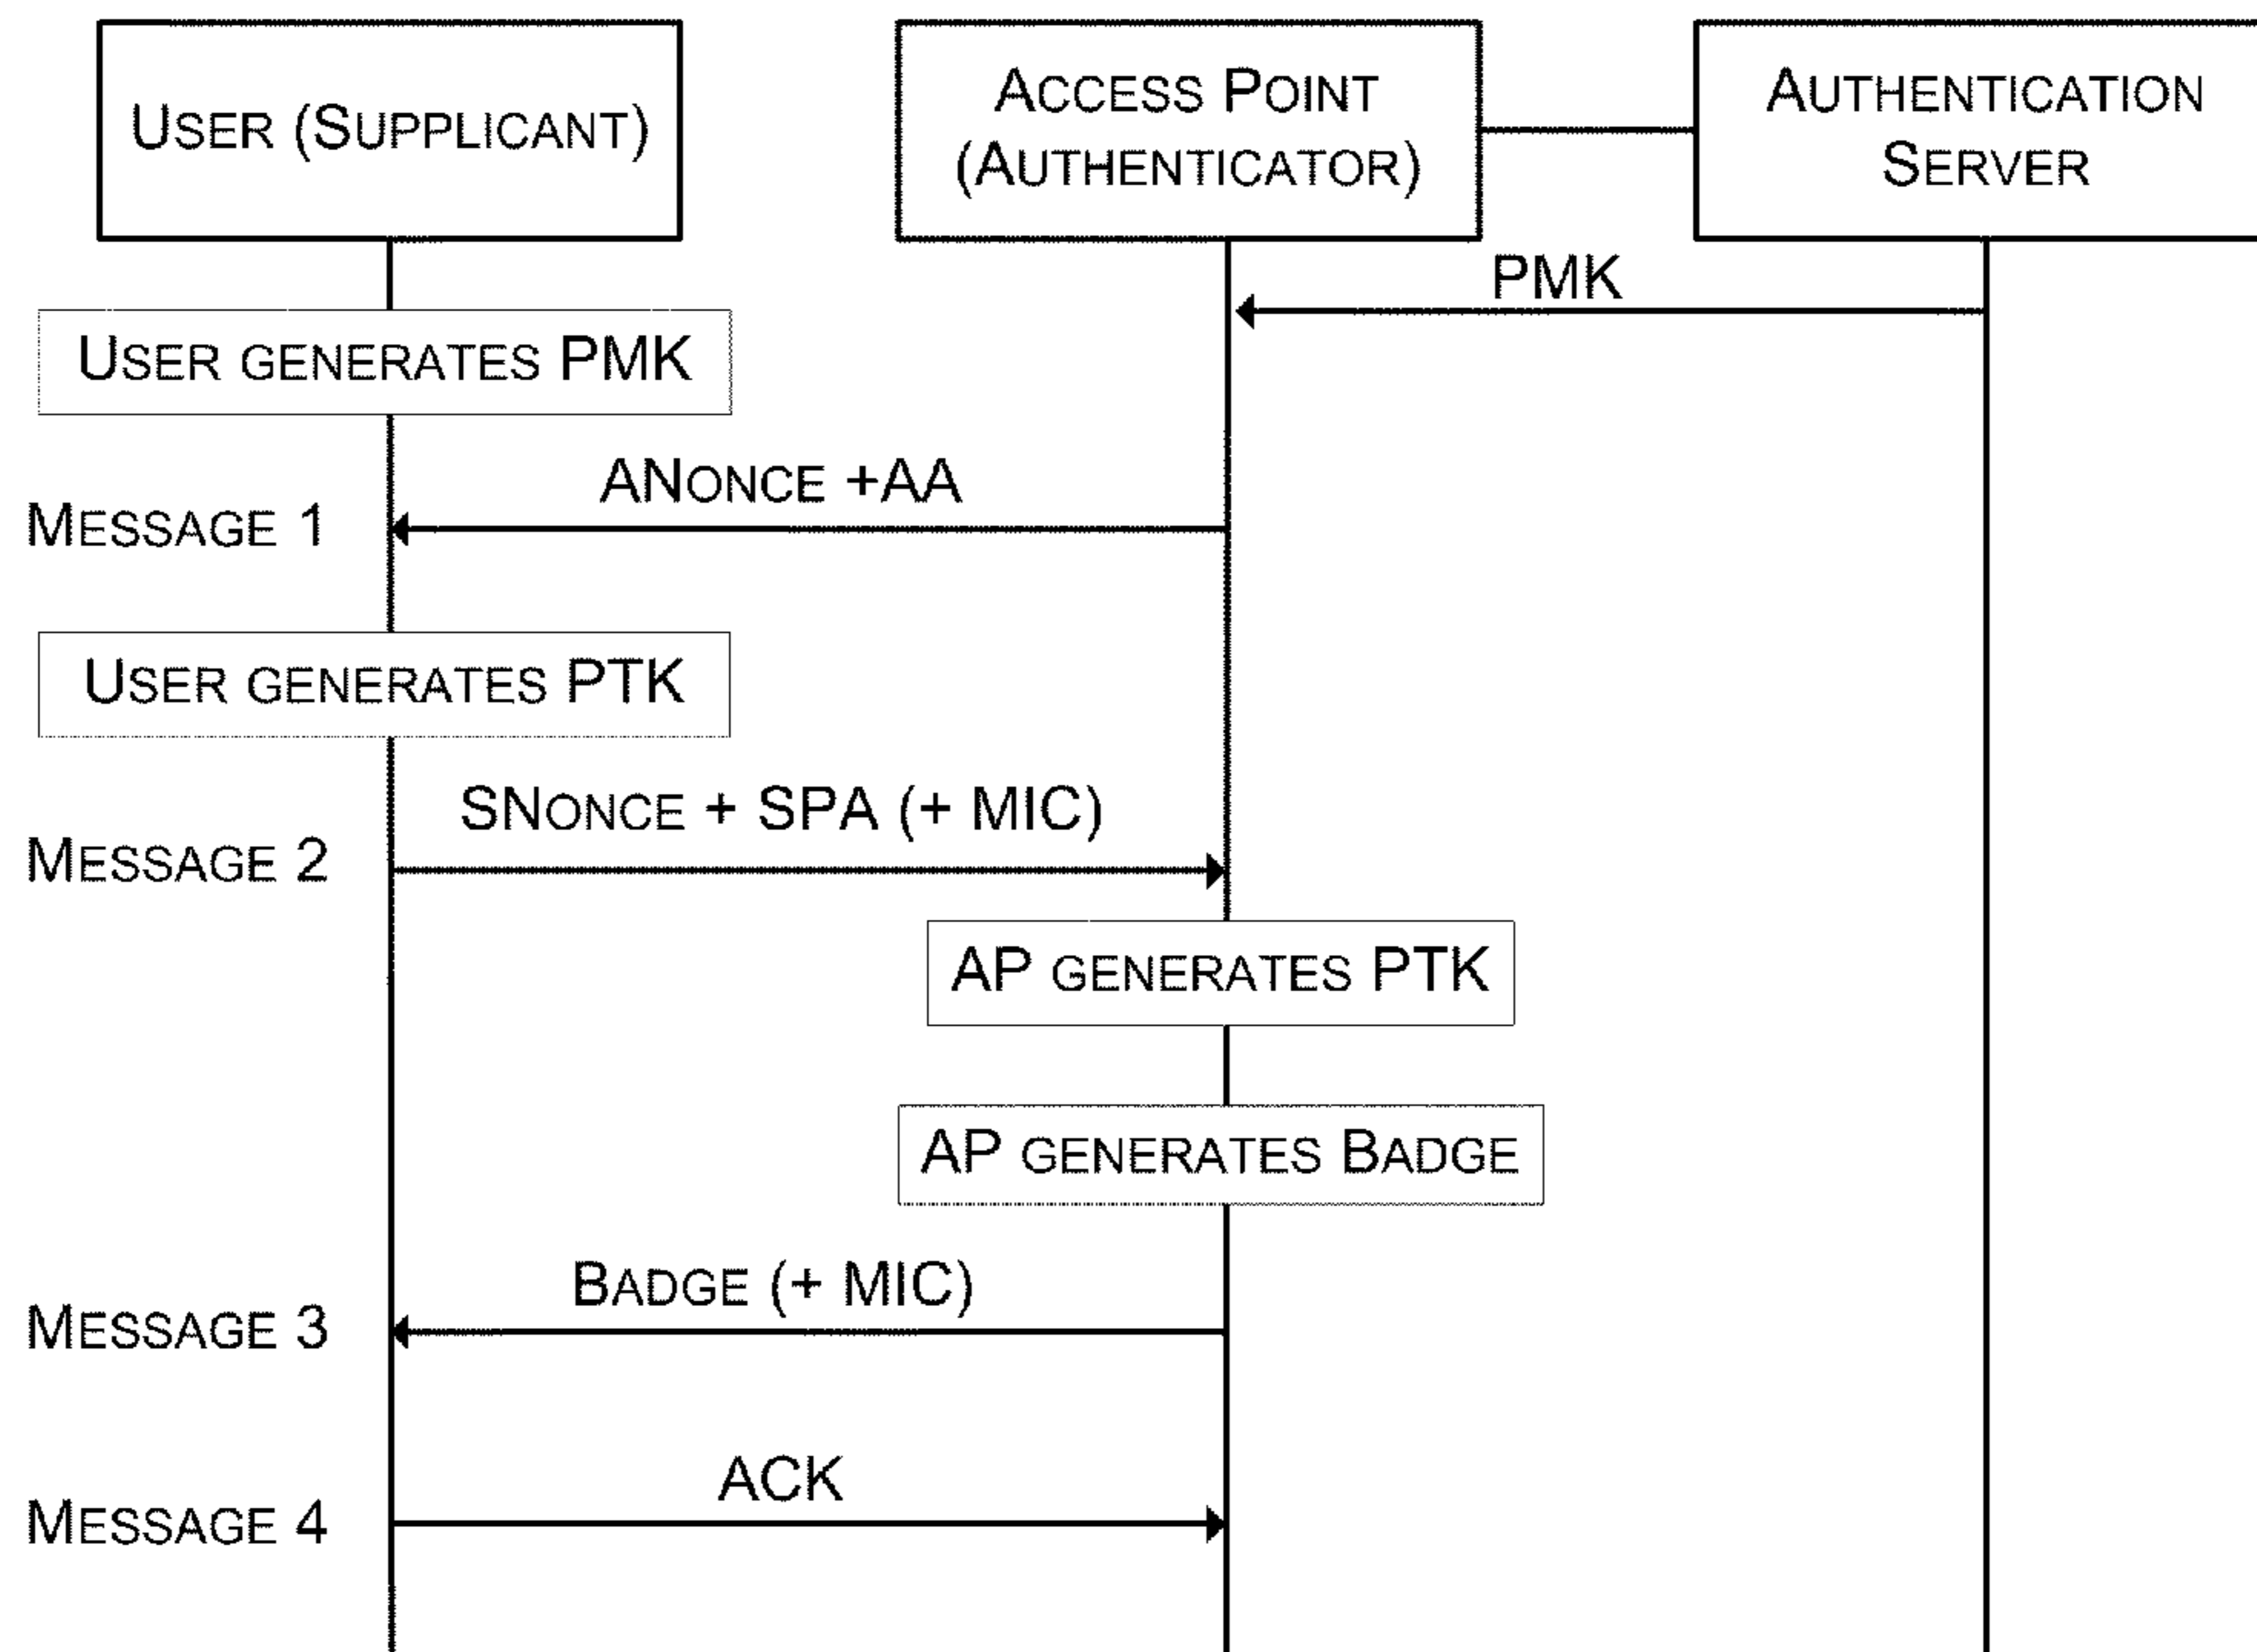 User (Supplicant)
Access Point
(Authenticator)
Authentication
Server
PMK
User generates PMK
ANonce +AA
Message 1
User generates PTK
SNonce + SPA (+ MIC)
Message 2
AP generates PTK
AP generates Badge
Badge (+ MIC)
Message 3
ACK
Message 4